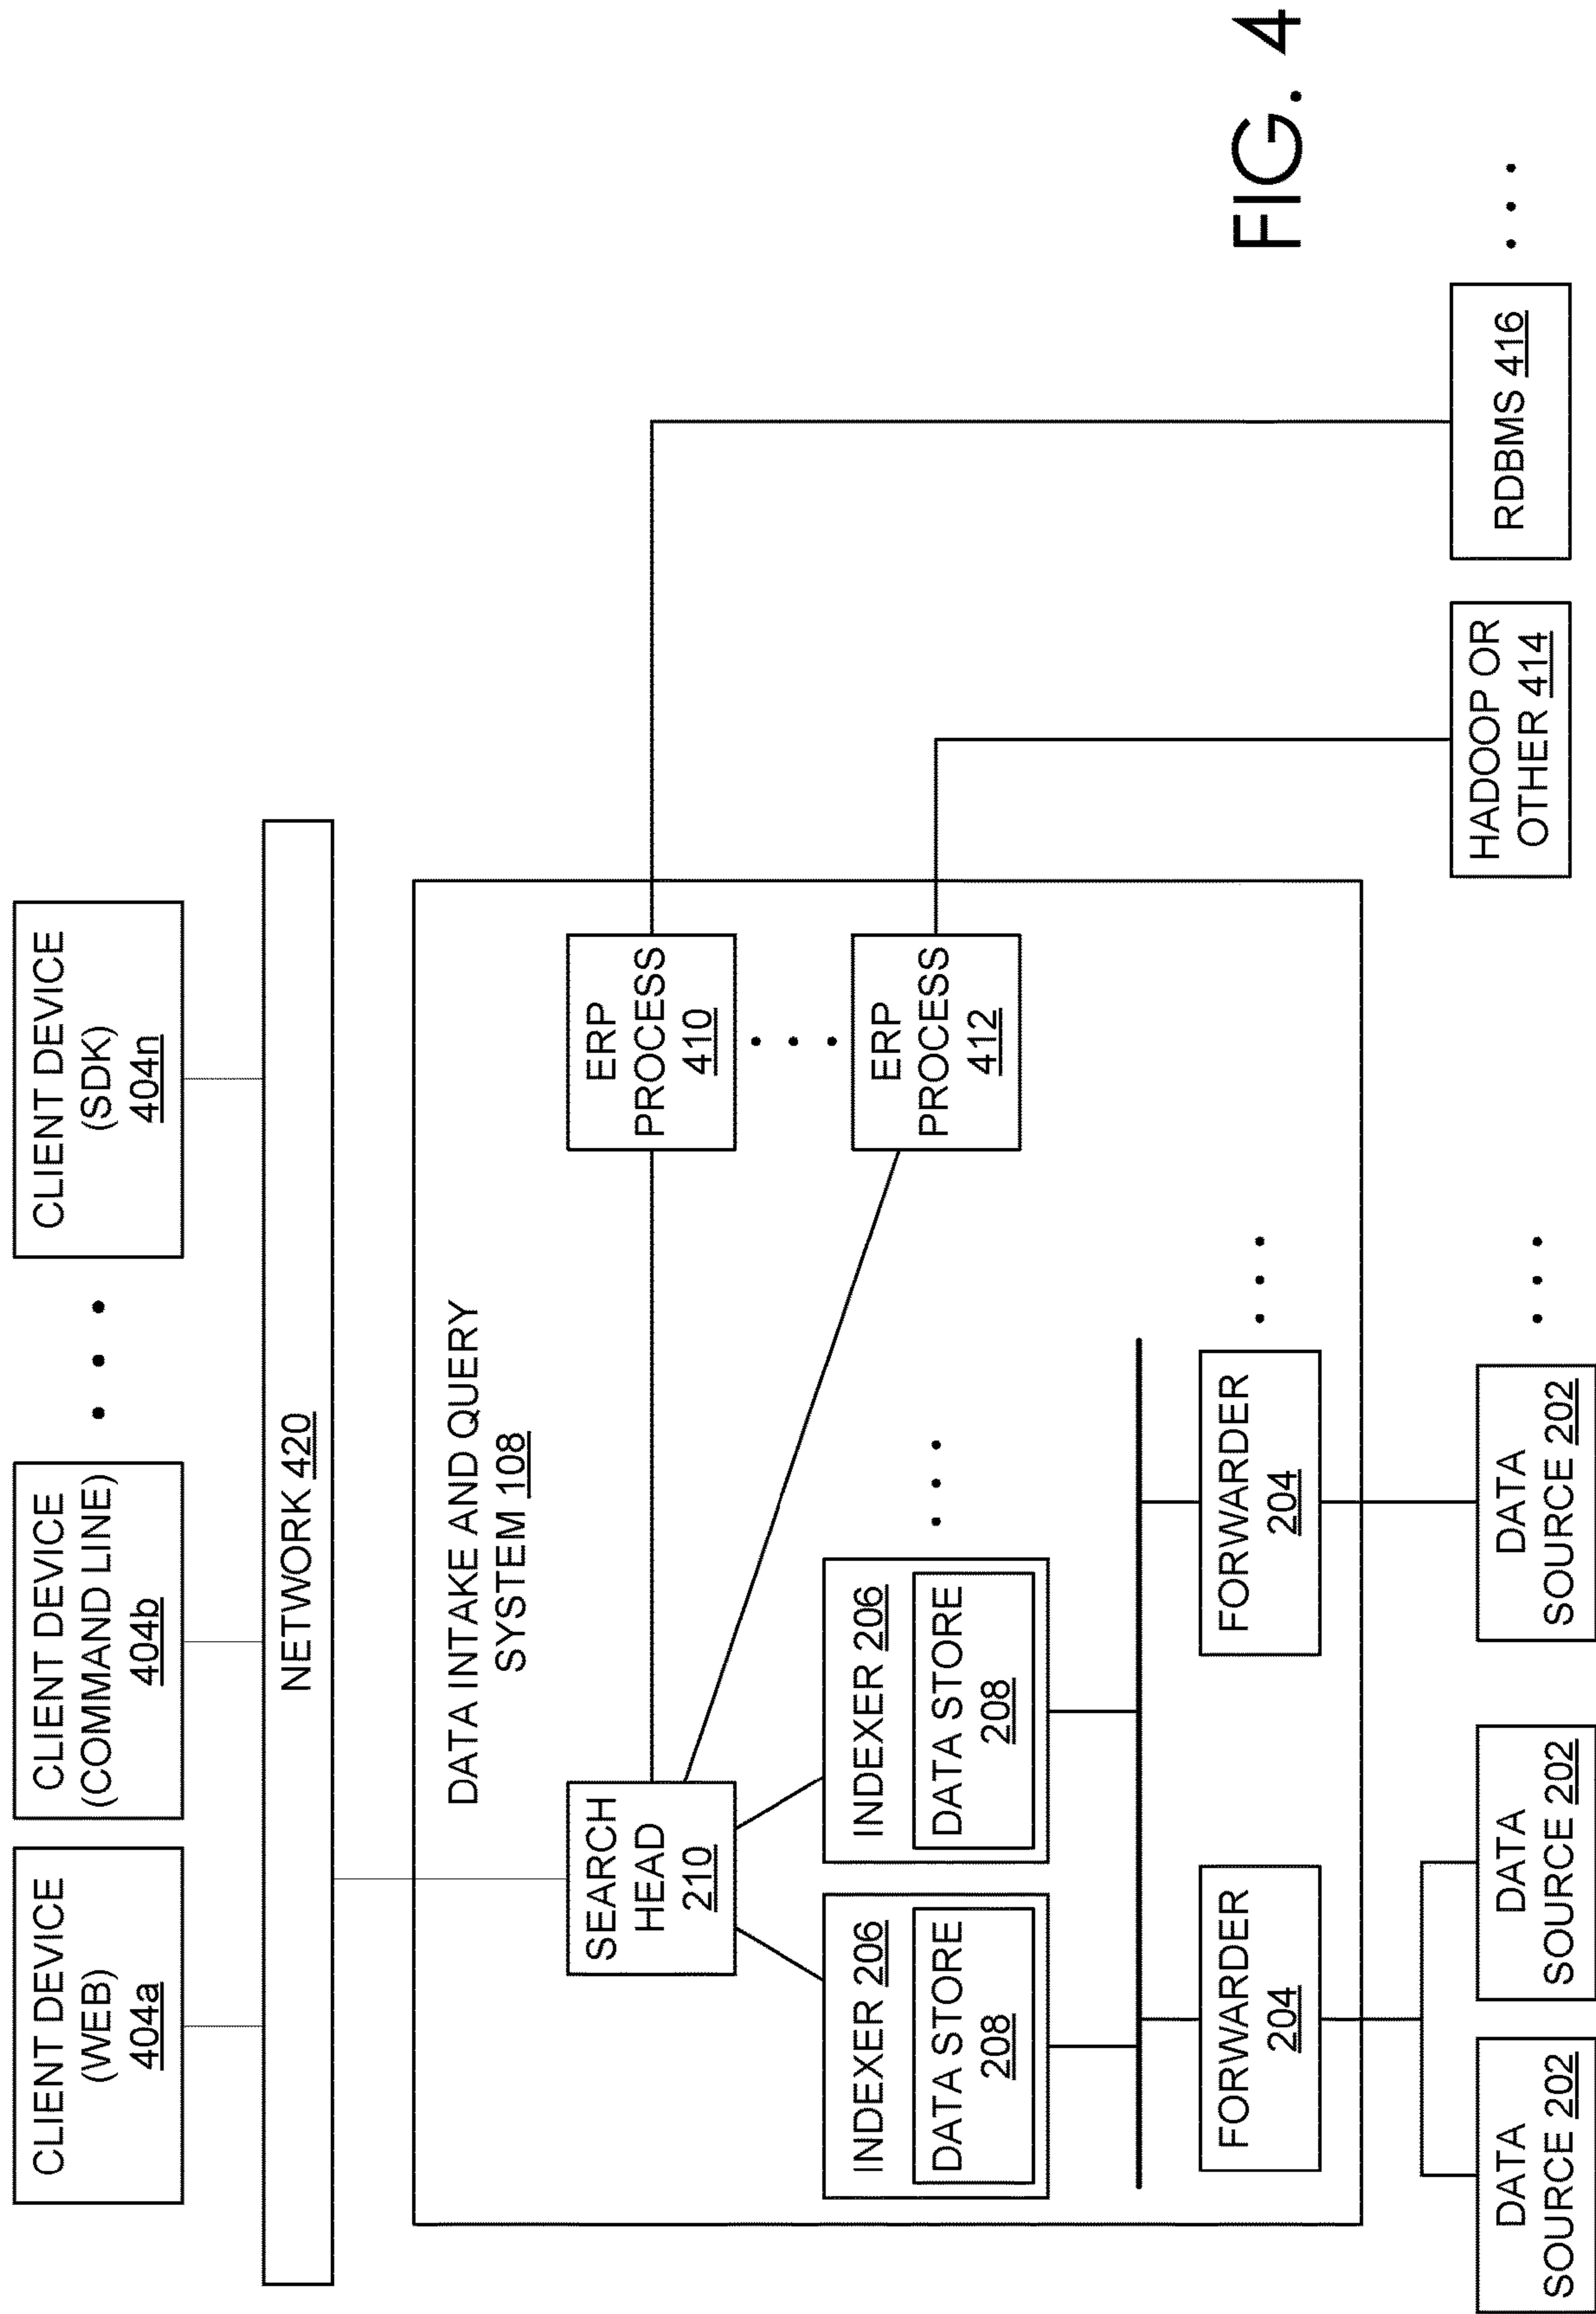 CLIENT DEVICE
(WEB)
404a
CLIENT DEVICE
(COMMAND LINE)
404b
CLIENT DEVICE
(SDK)
404n
NETWORK 420
DATA INTAKE AND QUERY
SYSTEM 108
SEARCH
HEAD
210
ERP
PROCESS
410
ERP
PROCESS
412
INDEXER 206
DATA STORE
208
INDEXER 206
DATA STORE
208
FORWARDER
204
FORWARDER
204
DATA
SOURCE 202
DATA
SOURCE 202
DATA
SOURCE 202
HADOOP OR
OTHER 414
RDBMS 416
FIG. 4